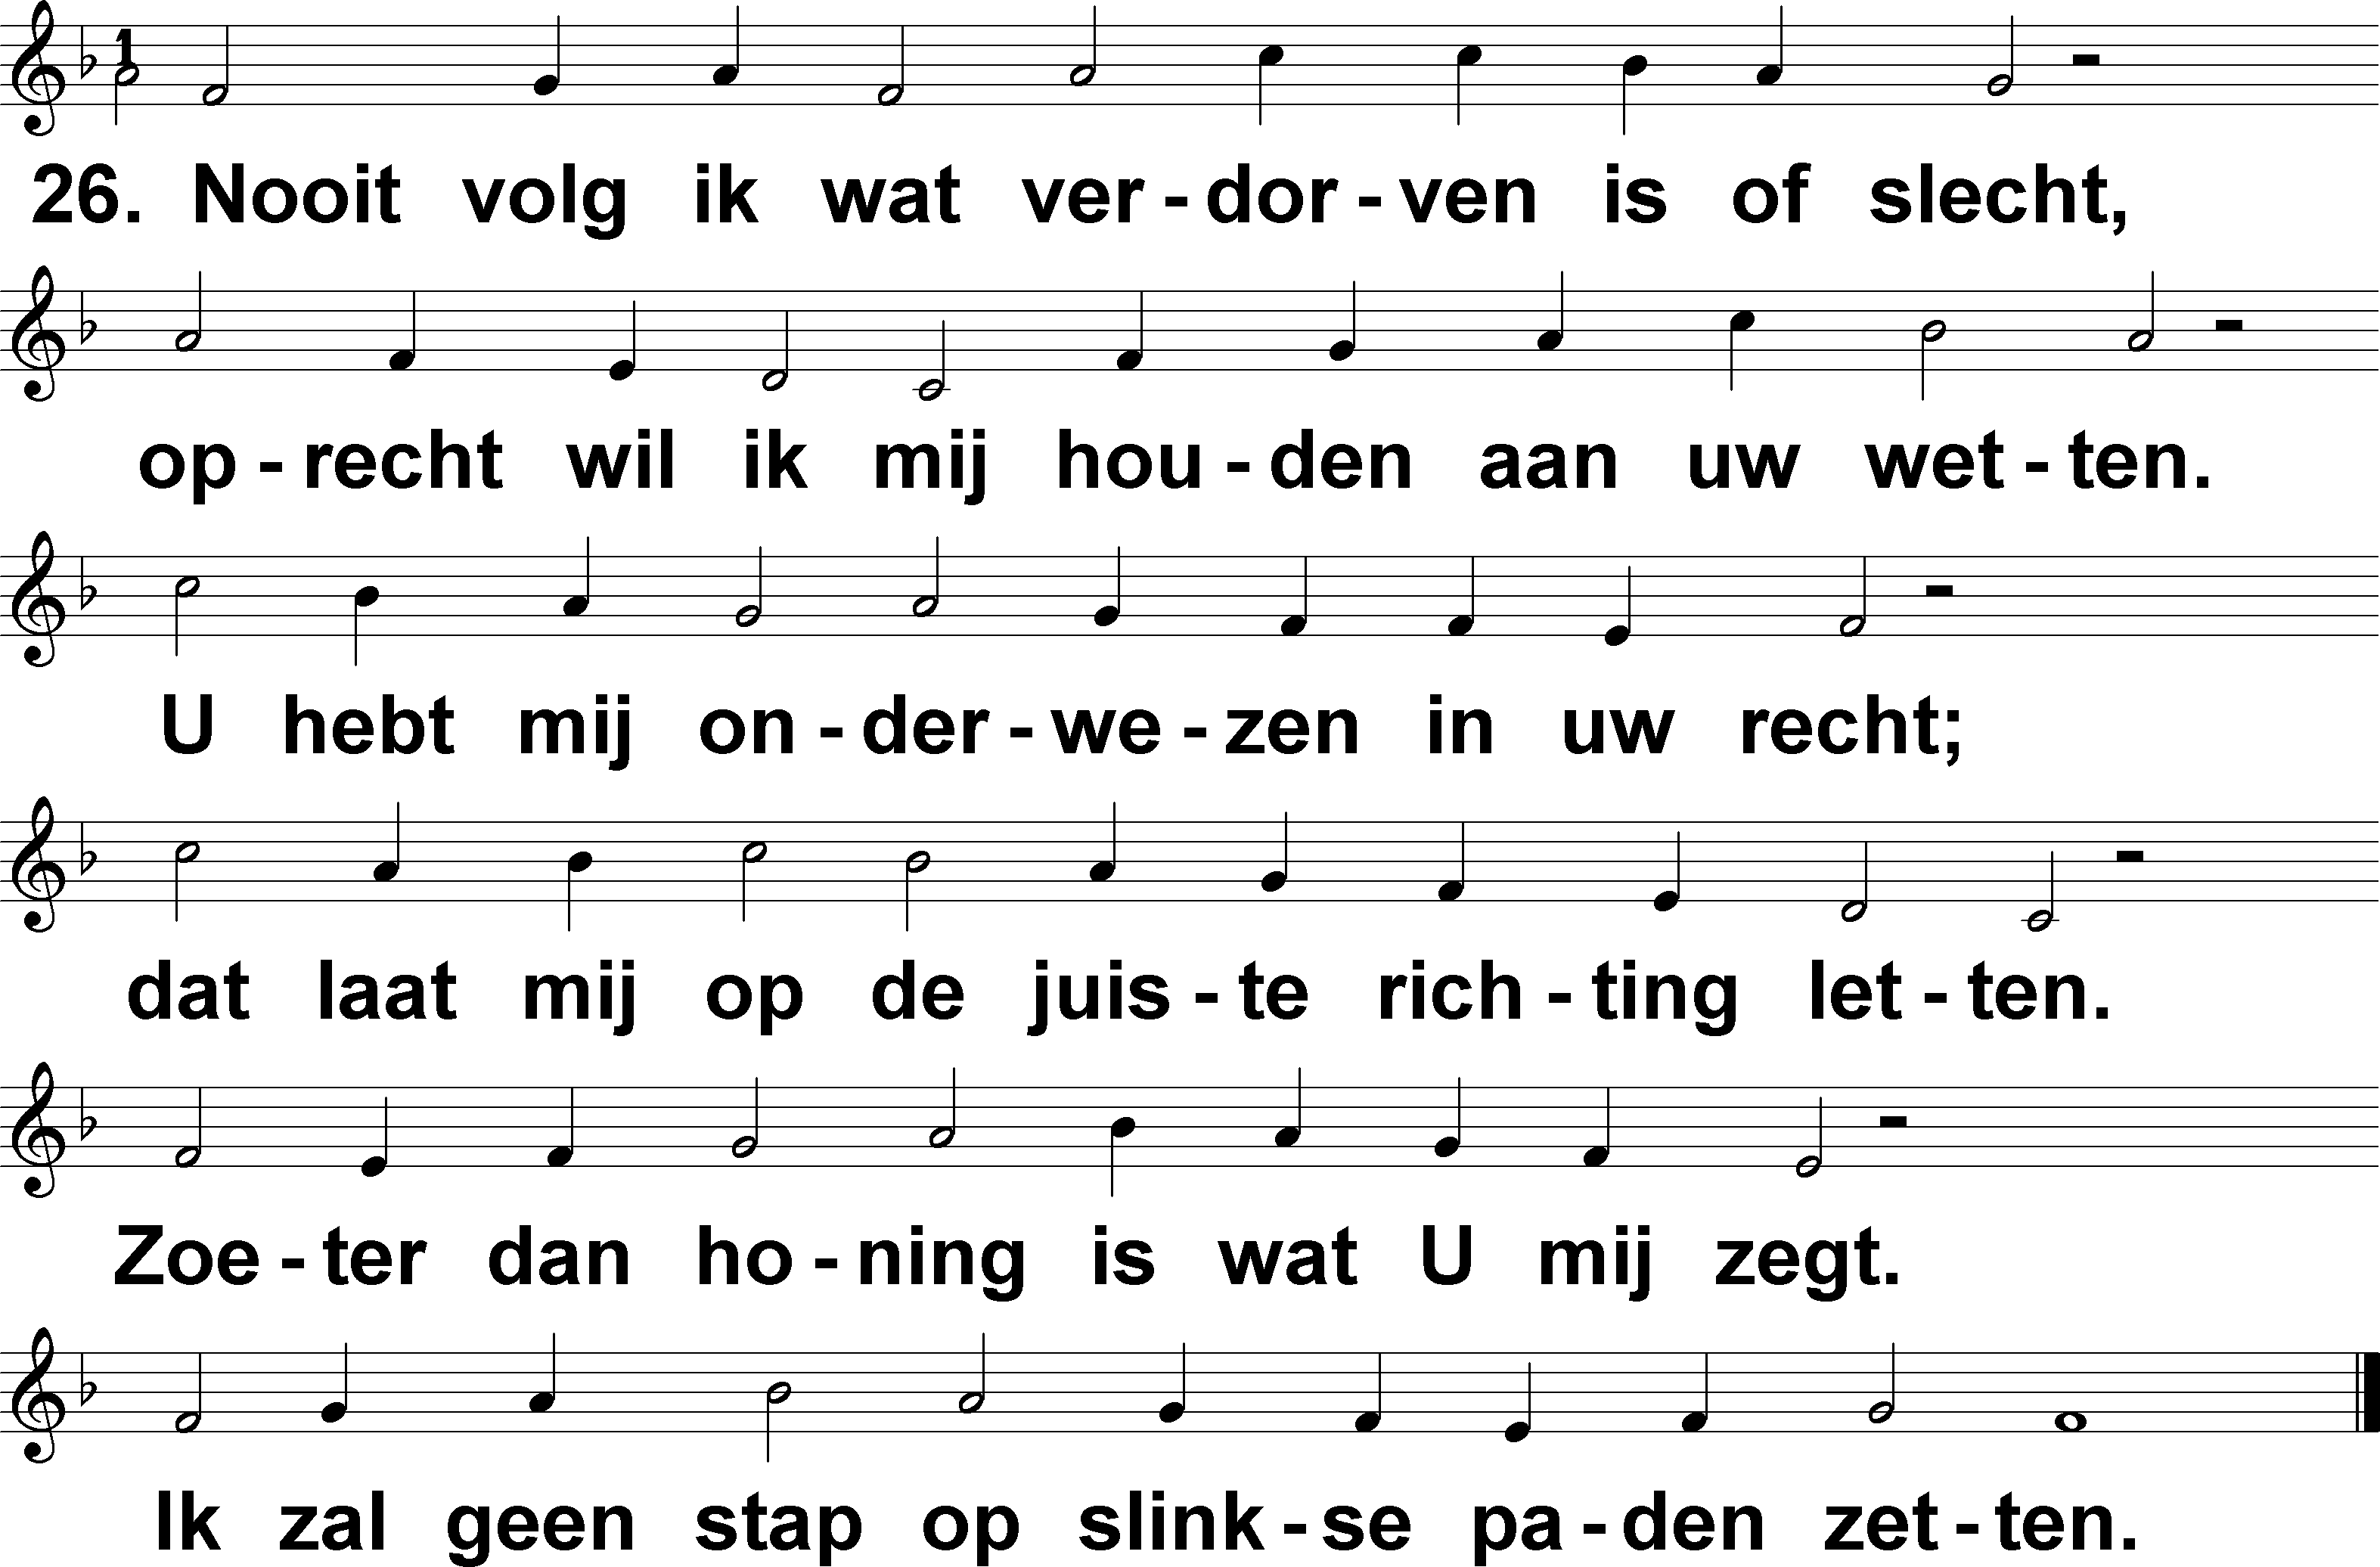 1
26. Nooit volg ik wat ver-dor-ven is of slecht,
op-recht wil ik mij hou-den aan uw wet-ten.
U hebt mij on-der-we-zen in uw recht;
dat laat mij op de juis-te rich-ting let-ten.
Zoe-ter dan ho-ning is wat U mij zegt.
Ik zal geen stap op slink-se pa-den zet-ten.